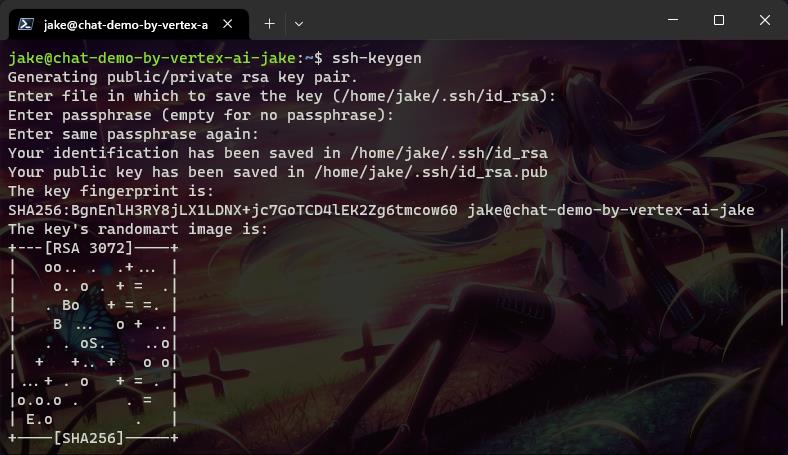 jake@chat-demo-by-vertex-a
jake@chat-demo-by-vertex-ai-jake:~$ ssh-keygen
Generating public/private rsa key pair.
Enter file in which to save the key (/home/jake/.ssh/id_rsa):
Enter passphrase (empty for no passphrase):
Enter same passphrase again:
Your identification has been saved in /home/jake/.ssh/id_rsa
Your public key has been saved in /home/jake/.ssh/id_rsa.pub
The key fingerprint is:
SHA256:BgnEnlH3RY8jLX1LDNX+jc7GoTCD4lEK2Zg6tmcow60 jake@chat-demo-by-vertex-ai-jake
The key's randomart image is:
+---[RSA 3072]----+
|   oo.. .  .+... |
|    o. o . + =  .|
|   . Bo   + = =. |
|    B ...  o + ..|
|   . . oS.    ..o|
|  +   +.. +   o o|
|...+ . o   + = . |
|o.o.o .     . =  |
| E.o         .   |
+----[SHA256]-----+